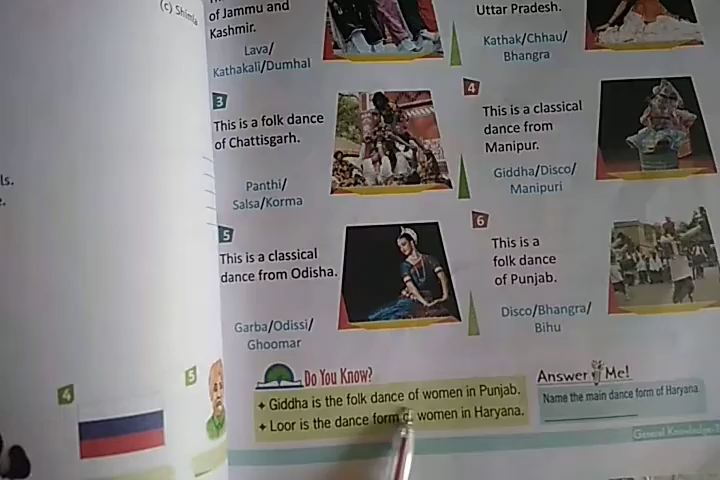 (c) Shimla
of Jammu and
Kashmir.
Lava/
Kathakali/Dumhal
Uttar Pradesh.
Kathak/Chhau/
Bhangra
3
This is a folk dance
of Chattisgarh.
Panthi/
Salsa/Korma
4
This is a classical
dance from
Manipur.
Giddha/Disco/
Manipuri
5
This is a classical
dance from Odisha.
Garba/Odissi/
Ghoomar
6
This is a
folk dance
of Punjab.
Disco/Bhangra/
Bihu
Do You Know?
Giddha is the folk dance of women in Punjab.
Loor is the dance form women in Haryana.
Answer Me!
Name the main dance form of Haryana
General Knowledge
4
5